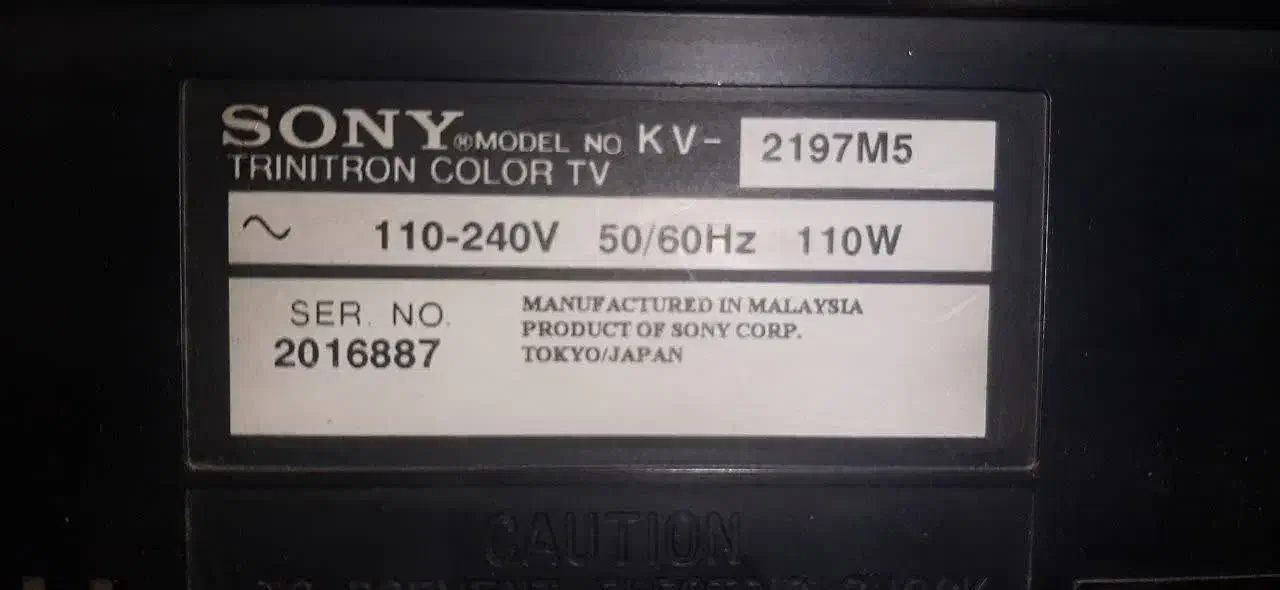 SONY® MODEL NO KV- 2197M5
TRINITRON COLOR TV
~ 110-240V 50/60Hz 110W
SER. NO.
2016887
MANUFACTURED IN MALAYSIA
PRODUCT OF SONY CORP.
TOKYO/JAPAN
CAUTION